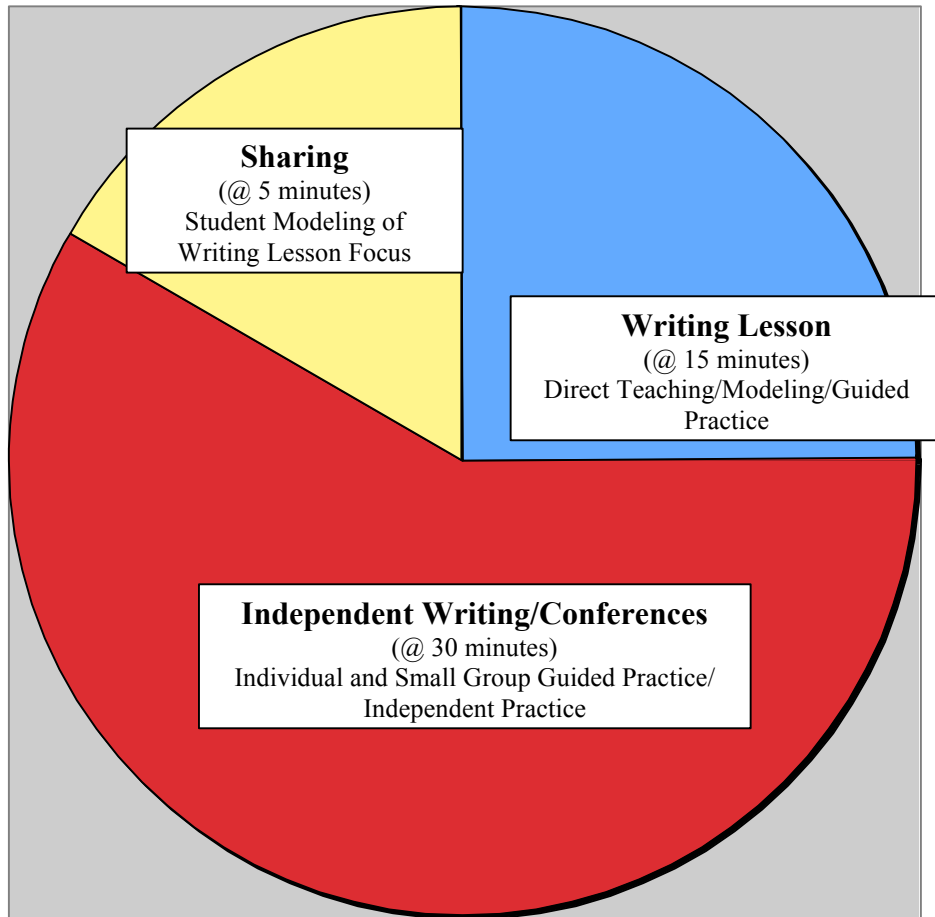 Sharing
(@ 5 minutes)
Student Modeling of
Writing Lesson Focus
Writing Lesson
(@ 15 minutes)
Direct Teaching/Modeling/Guided
Practice
Independent Writing/Conferences
(@ 30 minutes)
Individual and Small Group Guided Practice/
Independent Practice